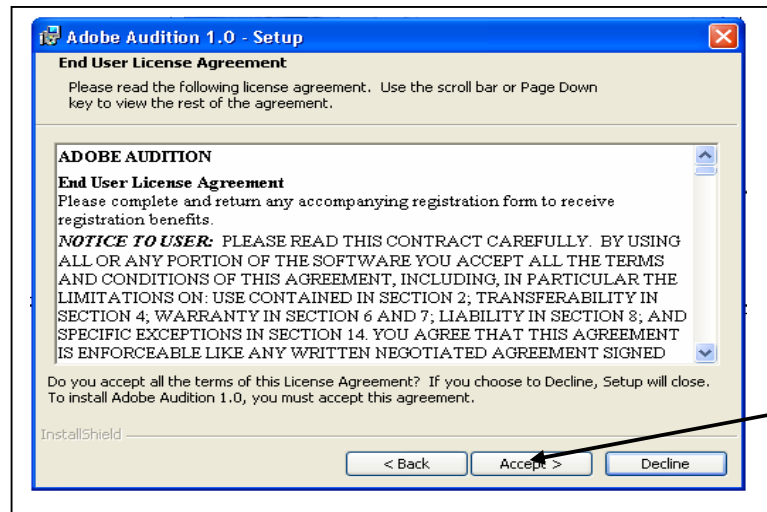 Adobe Audition 1.0 - Setup
End User License Agreement
Please read the following license agreement. Use the scroll bar or Page Down
key to view the rest of the agreement.
ADOBE AUDITION
End User License Agreement
Please complete and return any accompanying registration form to receive
registration benefits.
NOTICE TO USER: PLEASE READ THIS CONTRACT CAREFULLY. BY USING
ALL OR ANY PORTION OF THE SOFTWARE YOU ACCEPT ALL THE TERMS
AND CONDITIONS OF THIS AGREEMENT, INCLUDING, IN PARTICULAR THE
LIMITATIONS ON: USE CONTAINED IN SECTION 2; TRANSFERABILITY IN
SECTION 4; WARRANTY IN SECTION 6 AND 7; LIABILITY IN SECTION 8; AND
SPECIFIC EXCEPTIONS IN SECTION 14. YOU AGREE THAT THIS AGREEMENT
IS ENFORCEABLE LIKE ANY WRITTEN NEGOTIATED AGREEMENT SIGNED
Do you accept all the terms of this License Agreement? If you choose to Decline, Setup will close.
To install Adobe Audition 1.0, you must accept this agreement.
InstallShield
< Back Accept > Decline